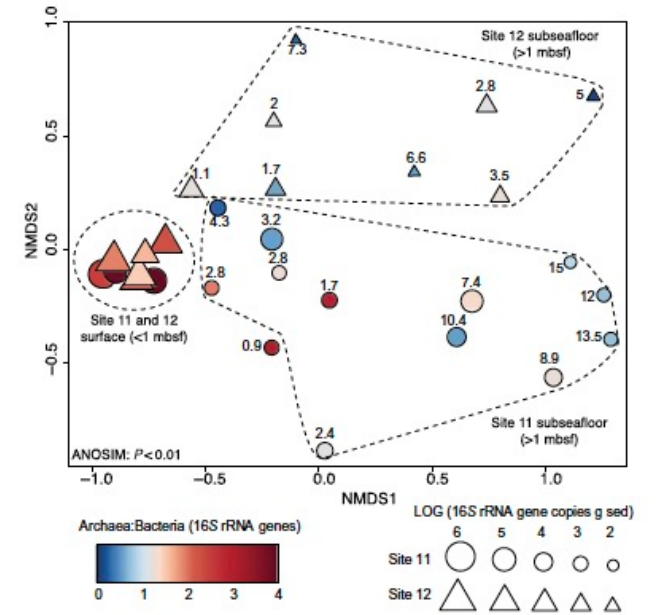 1.0
0.5
0.0
−0.5
NMDS2
Site 12 subseafloor
(>1 mbsf)
7.3
2.8
5
2
6.6
1.1
1.7
3.5
4.3
3.2
2.8
2.8
15
1.7
7.4
12
10.4
13.5
0.9
8.9
2.4
Site 11 and 12
surface (<1 mbsf)
Site 11 subseafloor
(>1 mbsf)
ANOSIM: P<0.01
−1.0 −0.5 0.0 0.5 1.0
NMDS1
Archaea:Bacteria (16S rRNA genes)
0 1 2 3 4
LOG (16S rRNA gene copies g sed)
6 5 4 3 2
Site 11
Site 12